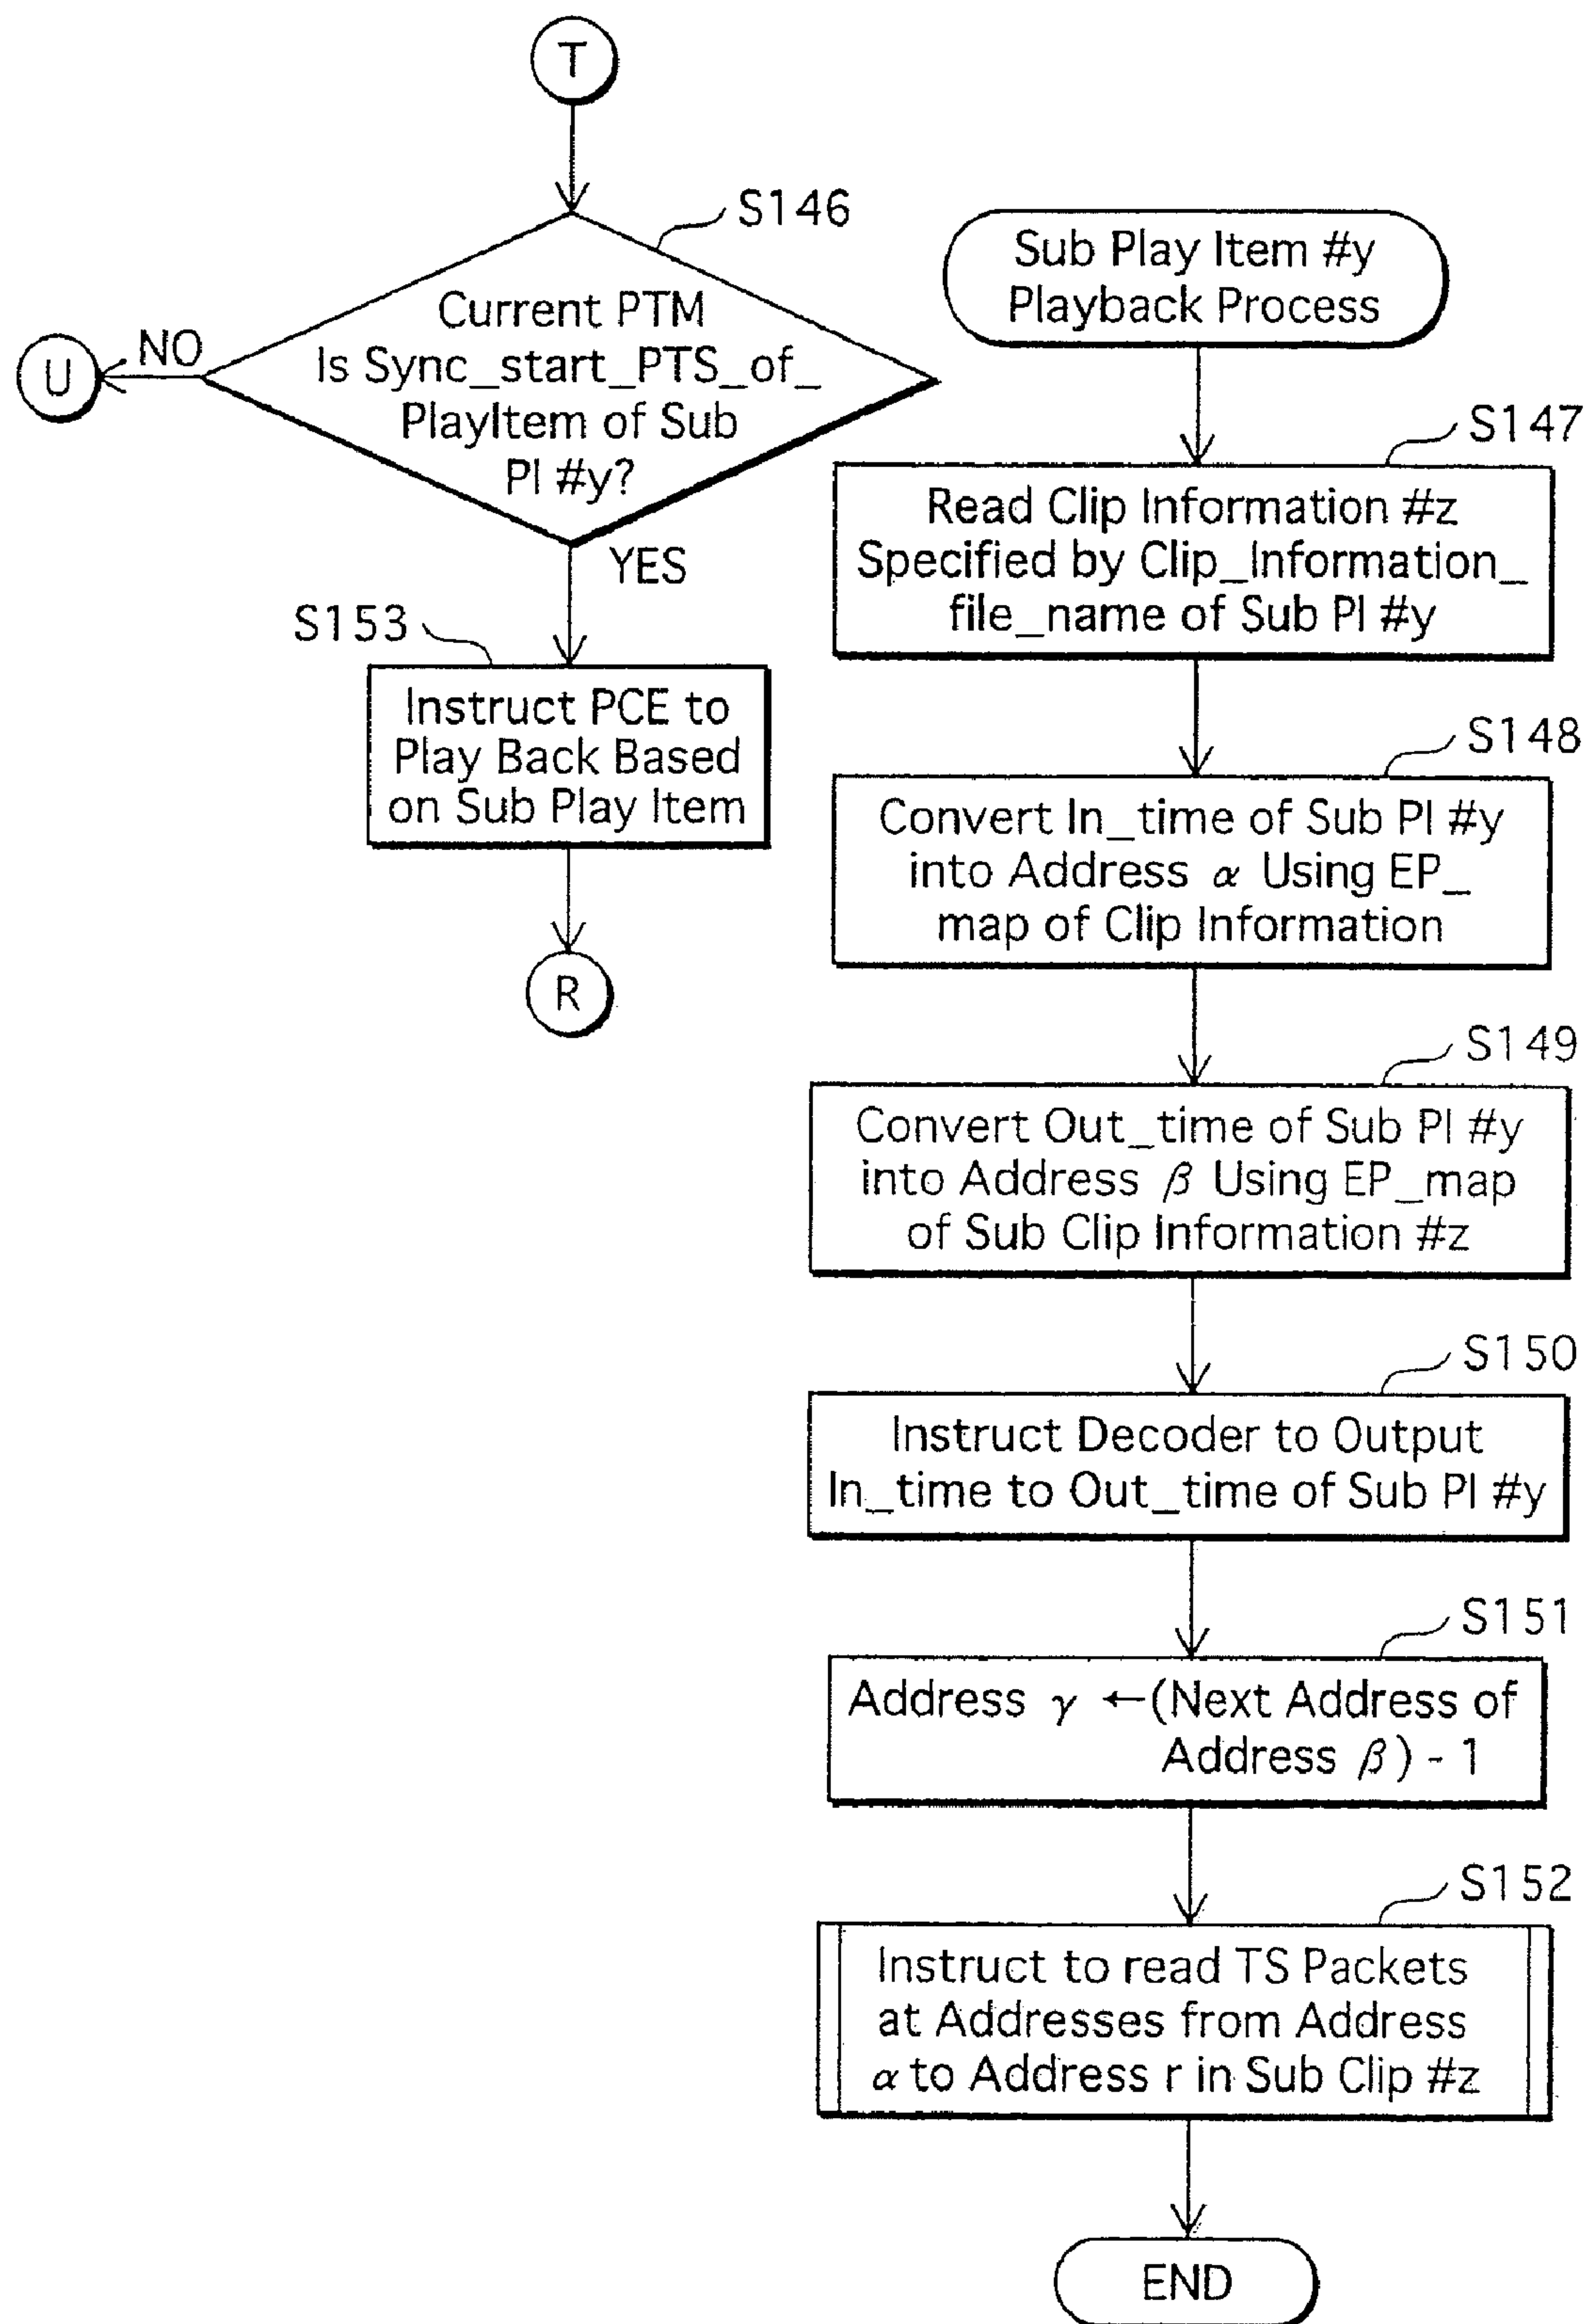 T
S146
Current PTM
Is Sync_start_PTS_of_
PlayItem of Sub
PI #y?
NO
U
YES
S153
Instruct PCE to
Play Back Based
on Sub Play Item
R
Sub Play Item #y
Playback Process
S147
Read Clip Information #z
Specified by Clip_Information_
file_name of Sub PI #y
S148
Convert In_time of Sub PI #y
into Address α Using EP_
map of Clip Information
S149
Convert Out_time of Sub PI #y
into Address β Using EP_map
of Sub Clip Information #z
S150
Instruct Decoder to Output
In_time to Out_time of Sub PI #y
S151
Address γ ←(Next Address of
Address β) - 1
S152
Instruct to read TS Packets
at Addresses from Address
α to Address r in Sub Clip #z
END